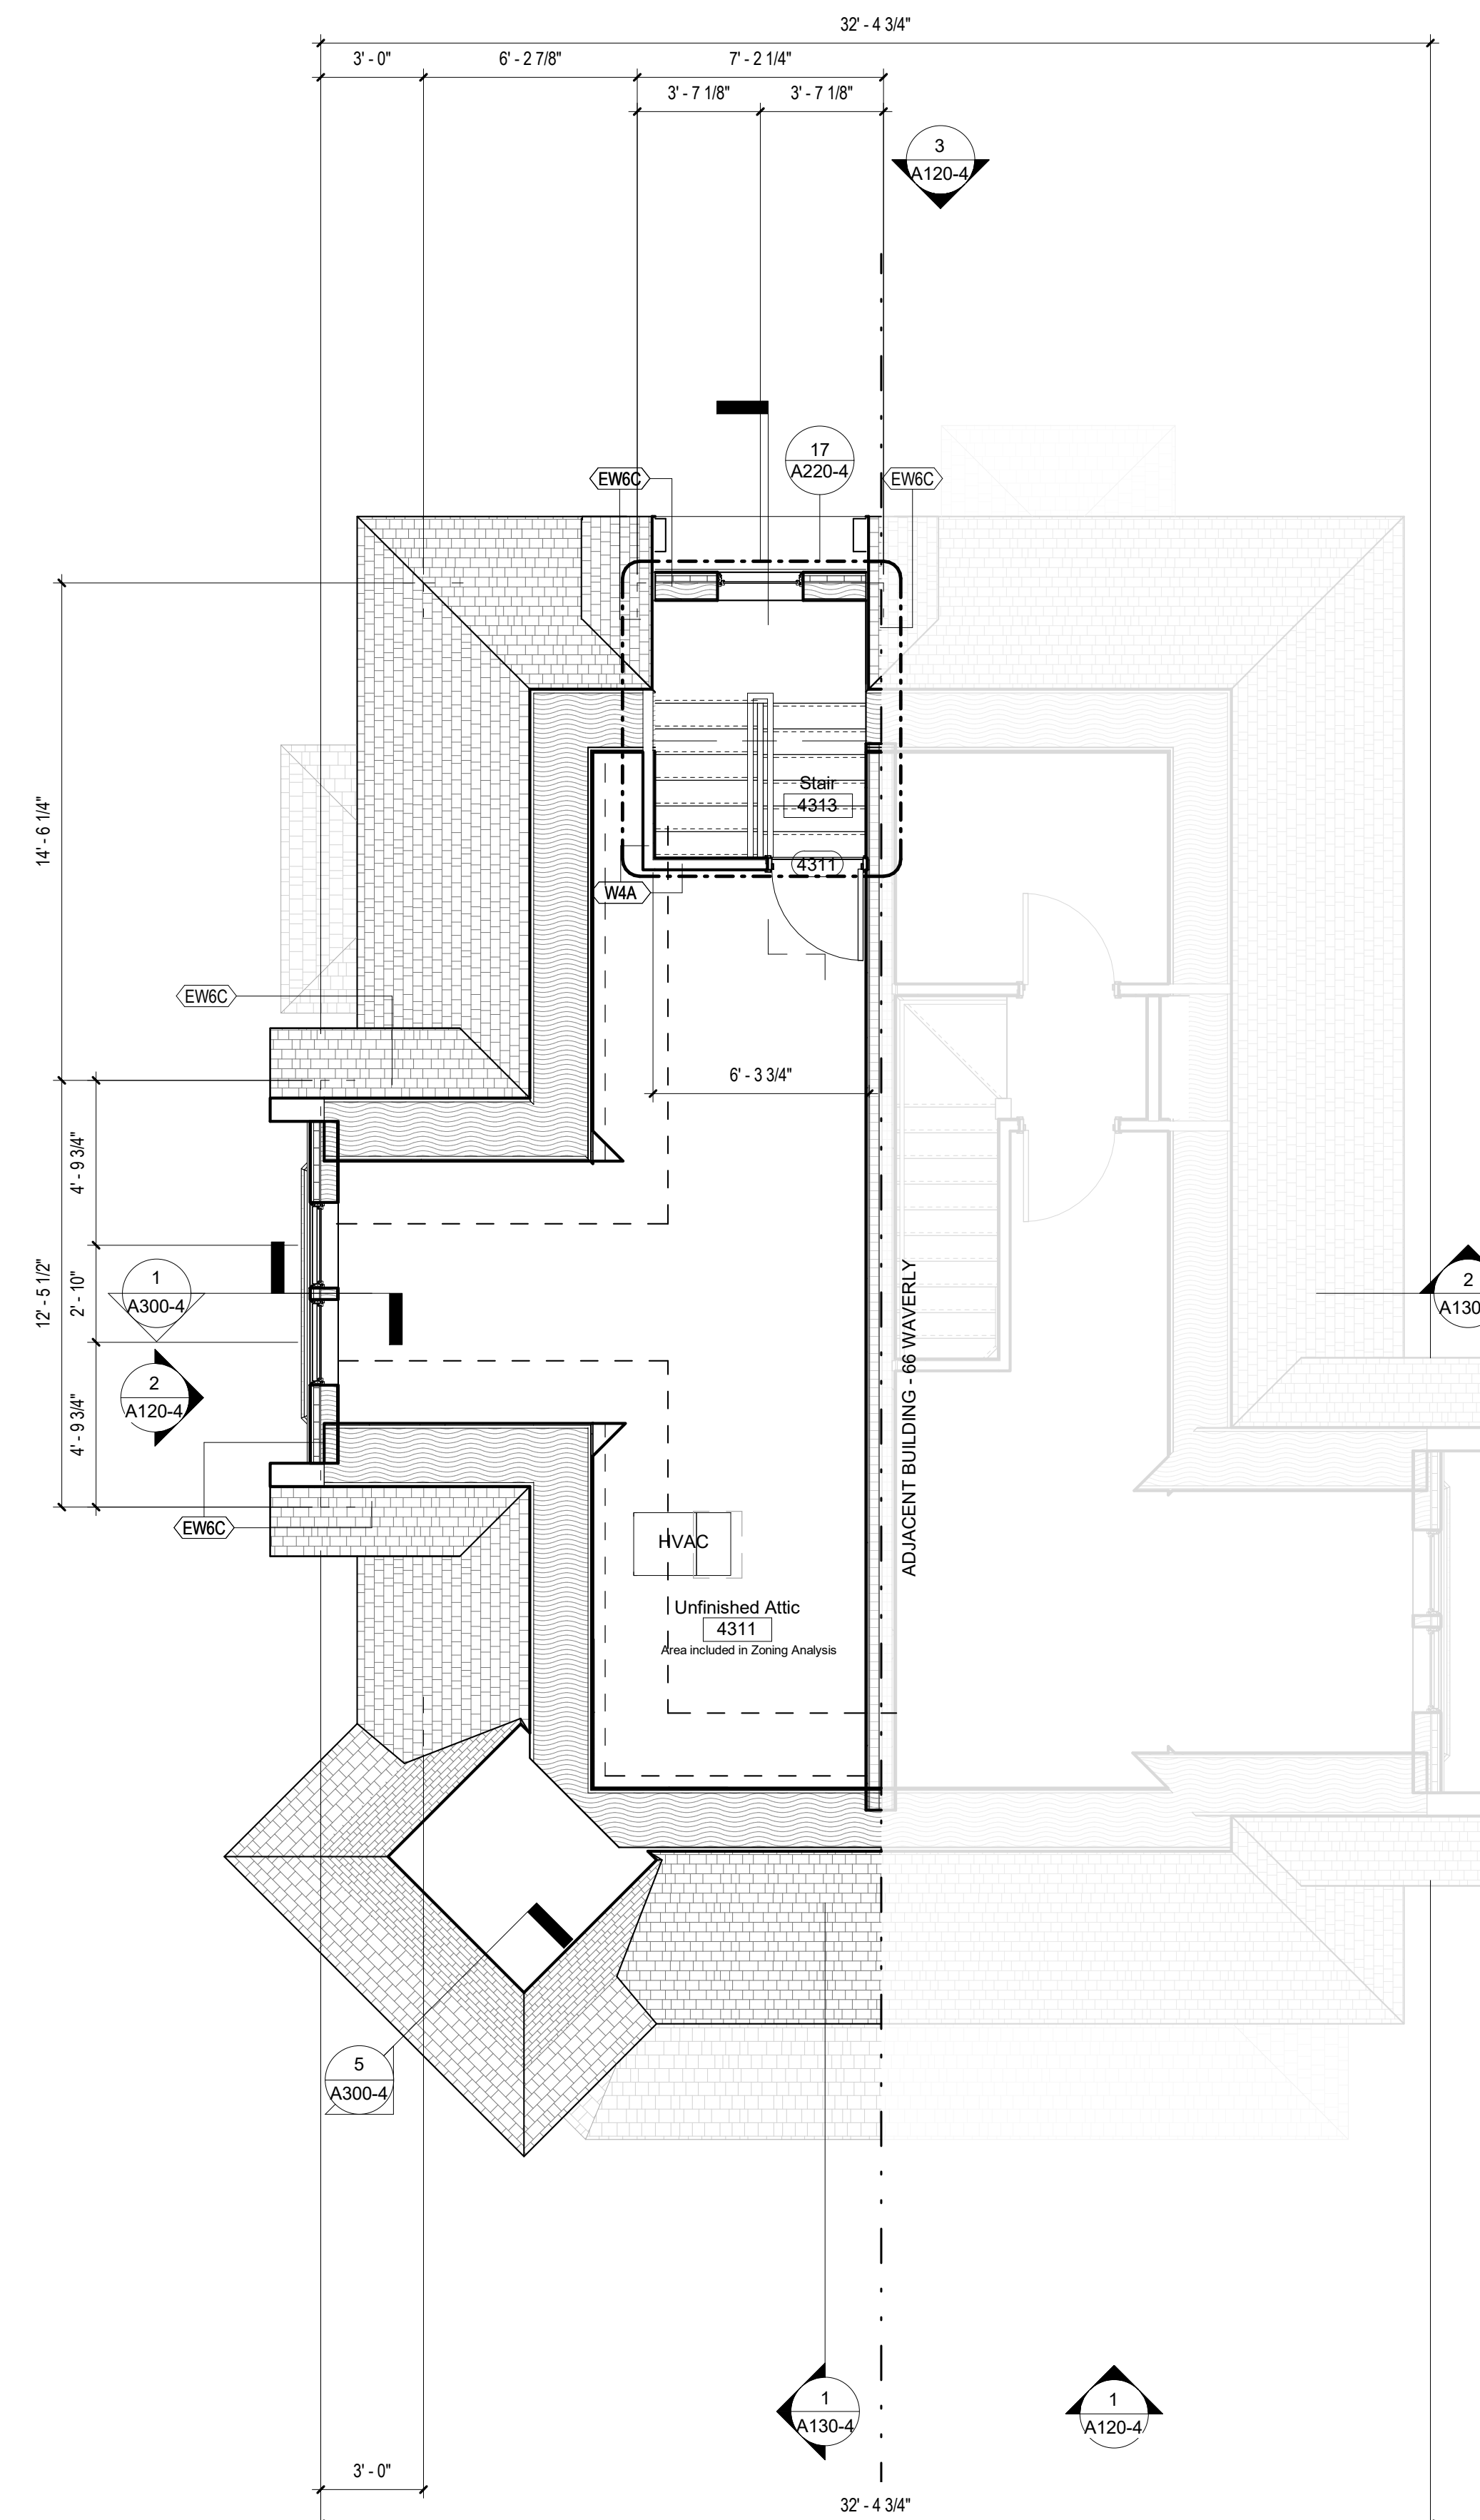 32' - 4 3/4"
3' - 0"
6' - 2 7/8"
7' - 2 1/4"
3' - 7 1/8"
3' - 7 1/8"
3
A120-4
17
A220-4
EW6C
EW6C
14' - 6 1/4"
Stair
4313
4311
W4A
EW6C
6' - 3 3/4"
4' - 9 3/4"
12' - 5 1/2"
2' - 10"
4' - 9 3/4"
1
A300-4
2
A120-4
2
A130
ADJACENT BUILDING - 66 WAVERLY
EW6C
HVAC
Unfinished Attic
4311
Area included in Zoning Analysis
5
A300-4
1
A130-4
1
A120-4
3' - 0"
32' - 4 3/4"